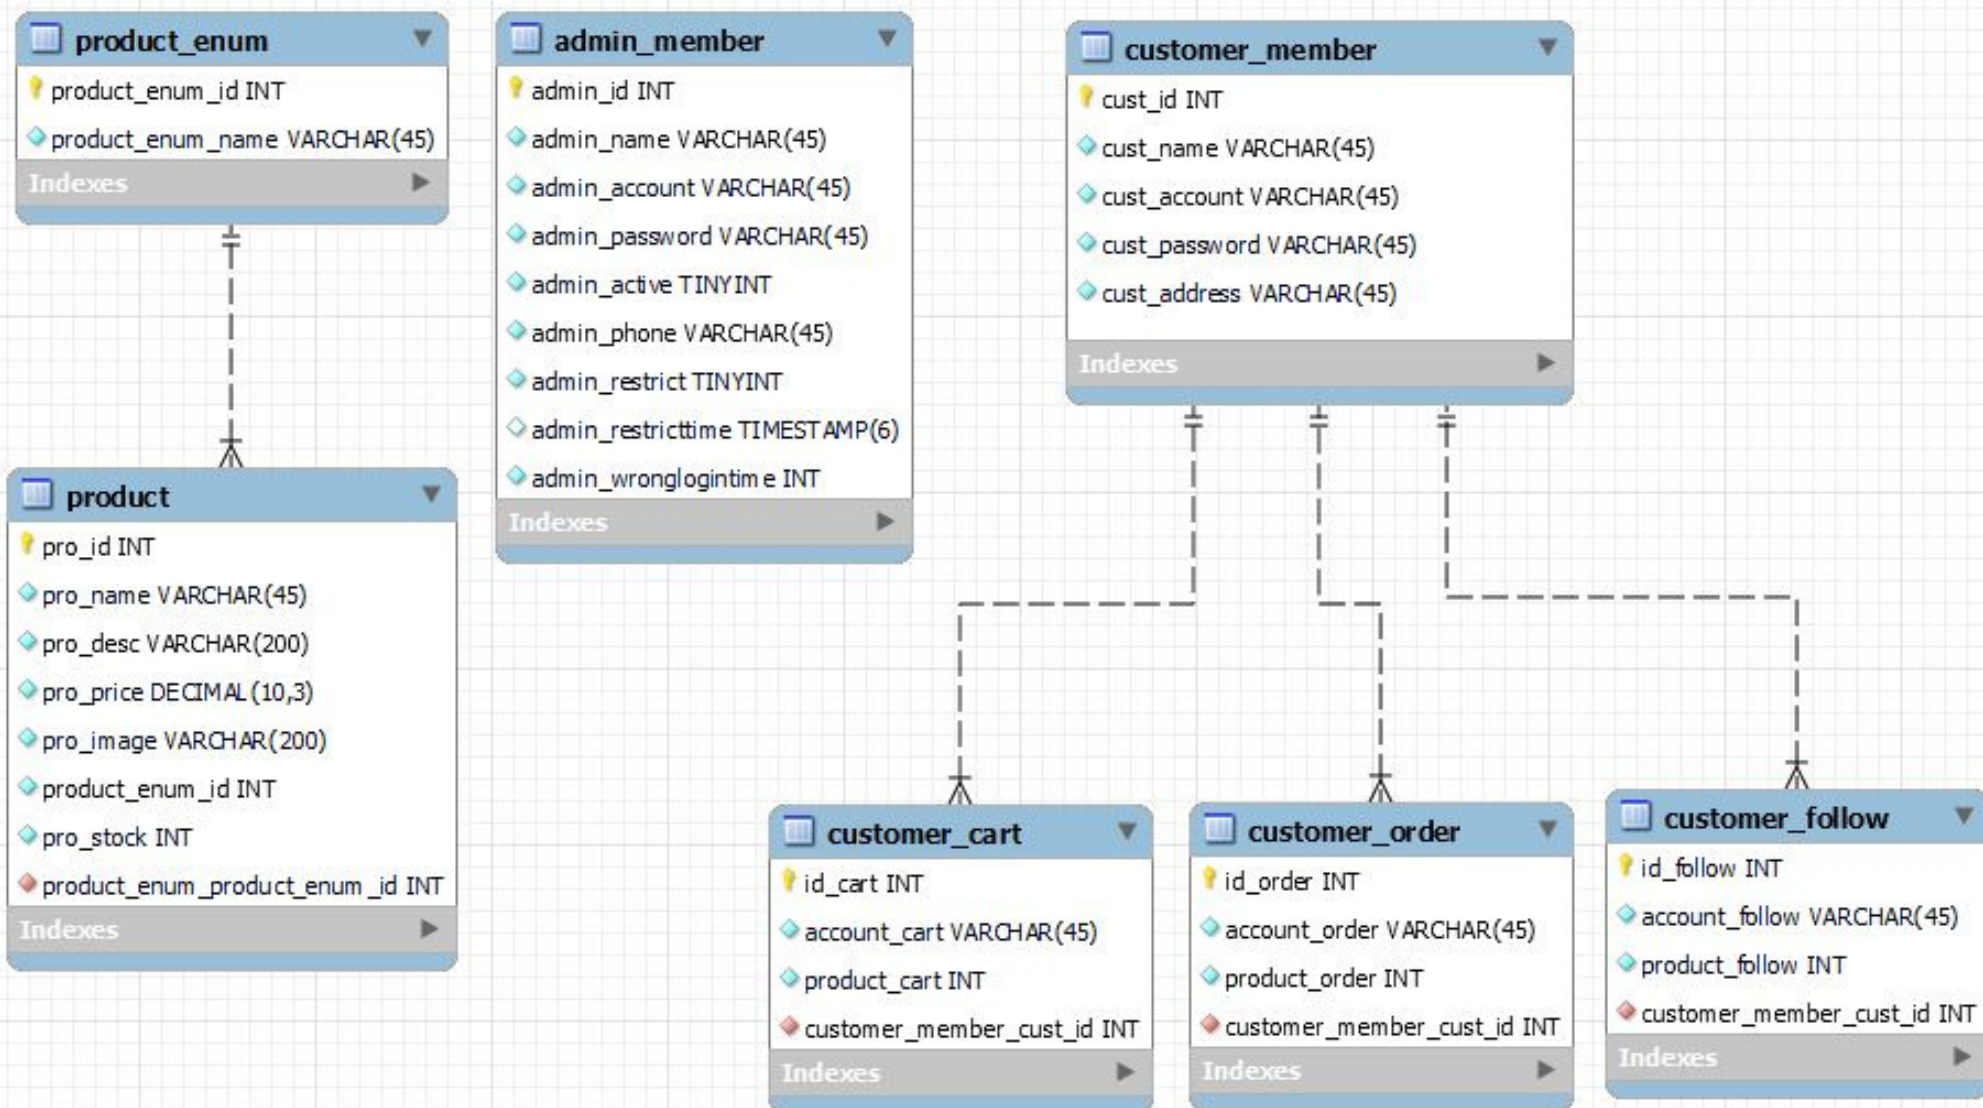 product_enum
product_enum_id INT
product_enum_name VARCHAR(45)
Indexes
admin_member
admin_id INT
admin_name VARCHAR(45)
admin_account VARCHAR(45)
admin_password VARCHAR(45)
admin_active TINYINT
admin_phone VARCHAR(45)
admin_restrict TINYINT
admin_restricttime TIMESTAMP(6)
admin_wronglogintime INT
Indexes
customer_member
cust_id INT
cust_name VARCHAR(45)
cust_account VARCHAR(45)
cust_password VARCHAR(45)
cust_address VARCHAR(45)
Indexes
product
pro_id INT
pro_name VARCHAR(45)
pro_desc VARCHAR(200)
pro_price DECIMAL(10,3)
pro_image VARCHAR(200)
product_enum_id INT
pro_stock INT
product_enum_product_enum_id INT
Indexes
customer_cart
id_cart INT
account_cart VARCHAR(45)
product_cart INT
customer_member_cust_id INT
Indexes
customer_order
id_order INT
account_order VARCHAR(45)
product_order INT
customer_member_cust_id INT
Indexes
customer_follow
id_follow INT
account_follow VARCHAR(45)
product_follow INT
customer_member_cust_id INT
Indexes